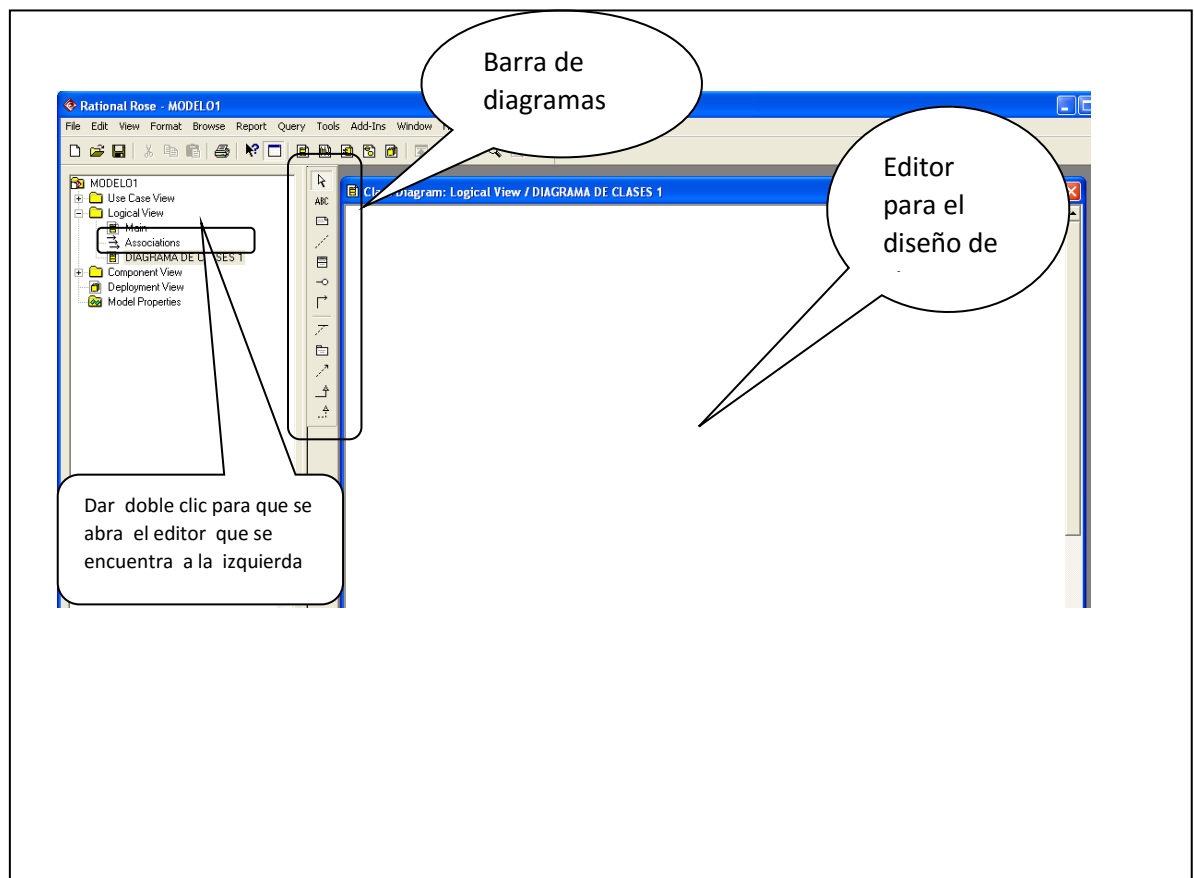 Barra de
diagramas
Rational Rose - MODELO1
File Edit View Format Browse Report Query Tools Add-Ins Window
Editor
para el
diseño de
MODELO1
Use Case View
Logical View
Main
Associations
DIAGRAMA DE CLASES 1
Component View
Deployment View
Model Properties
ABC
Class Diagram: Logical View / DIAGRAMA DE CLASES 1
Dar doble clic para que se
abra el editor que se
encuentra a la izquierda